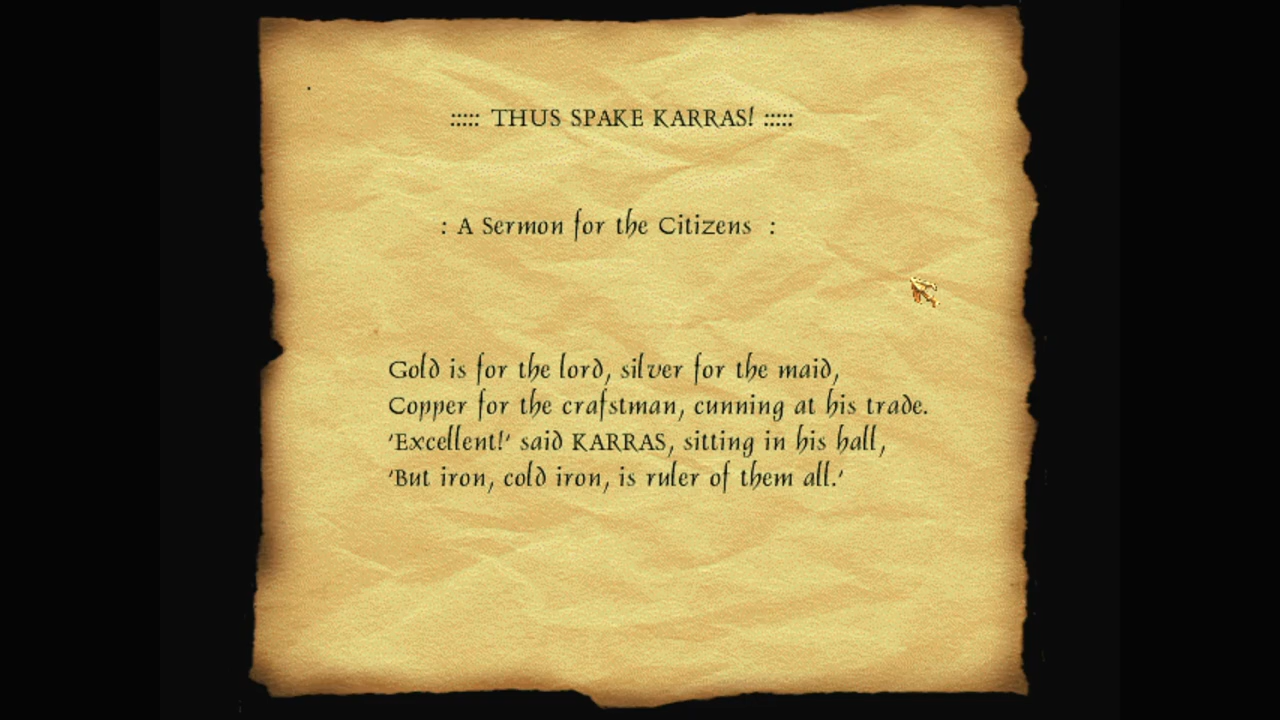 ::::: THUS SPAKE KARRAS! :::::
: A Sermon for the Citizens :
Gold is for the lord, silver for the maid,
Copper for the crafstman, cunning at his trade.
'Excellent!' said KARRAS, sitting in his hall,
'But iron, cold iron, is ruler of them all.'